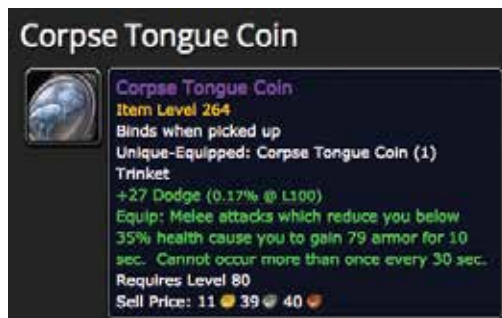 Corpse Tongue Coin
Corpse Tongue Coin
Item Level 264
Binds when picked up
Unique-Equipped: Corpse Tongue Coin (1)
Trinket
+27 Dodge (0.17% @ L100)
Equip: Melee attacks which reduce you below
35% health cause you to gain 79 armor for 10
sec. Cannot occur more than once every 30 sec.
Requires Level 80
Sell Price: 11 39 40